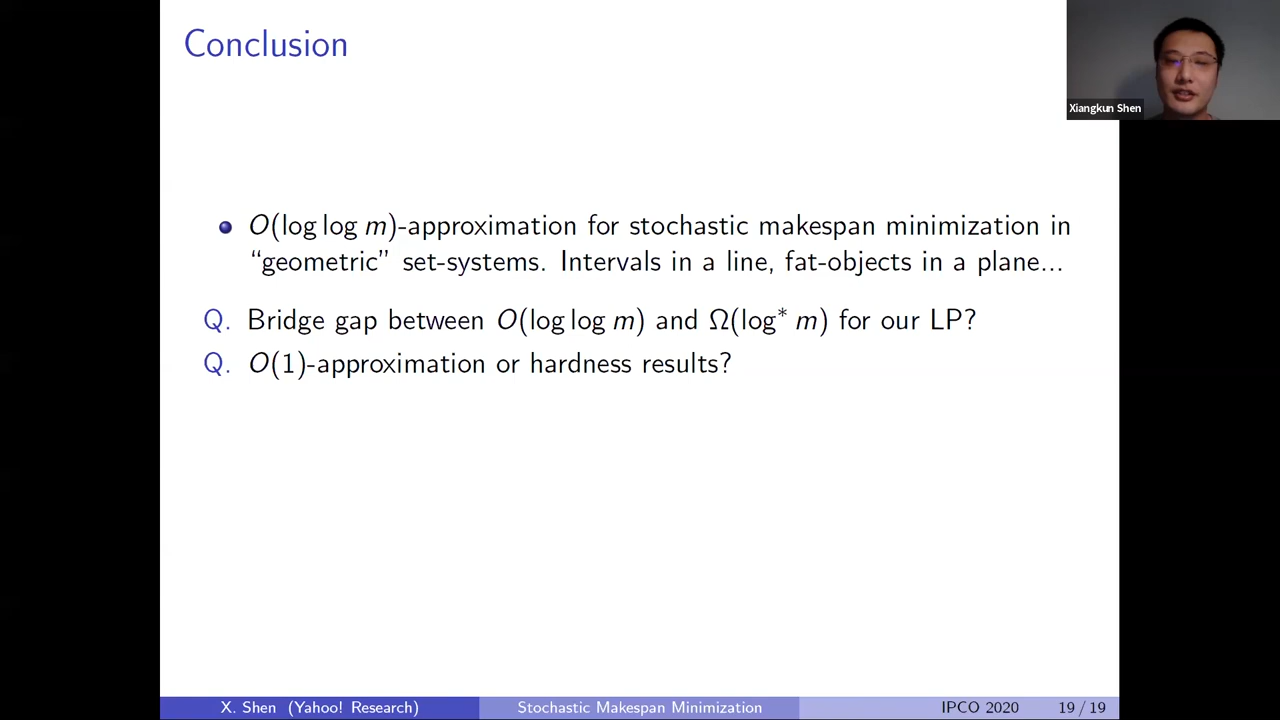 Conclusion
Xiangkun Shen
O(log log m)-approximation for stochastic makespan minimization in
“geometric” set-systems. Intervals in a line, fat-objects in a plane...
Q. Bridge gap between O(log log m) and Ω(log* m) for our LP?
Q. O(1)-approximation or hardness results?
X. Shen (Yahoo! Research) Stochastic Makespan Minimization IPCO 2020 19 / 19